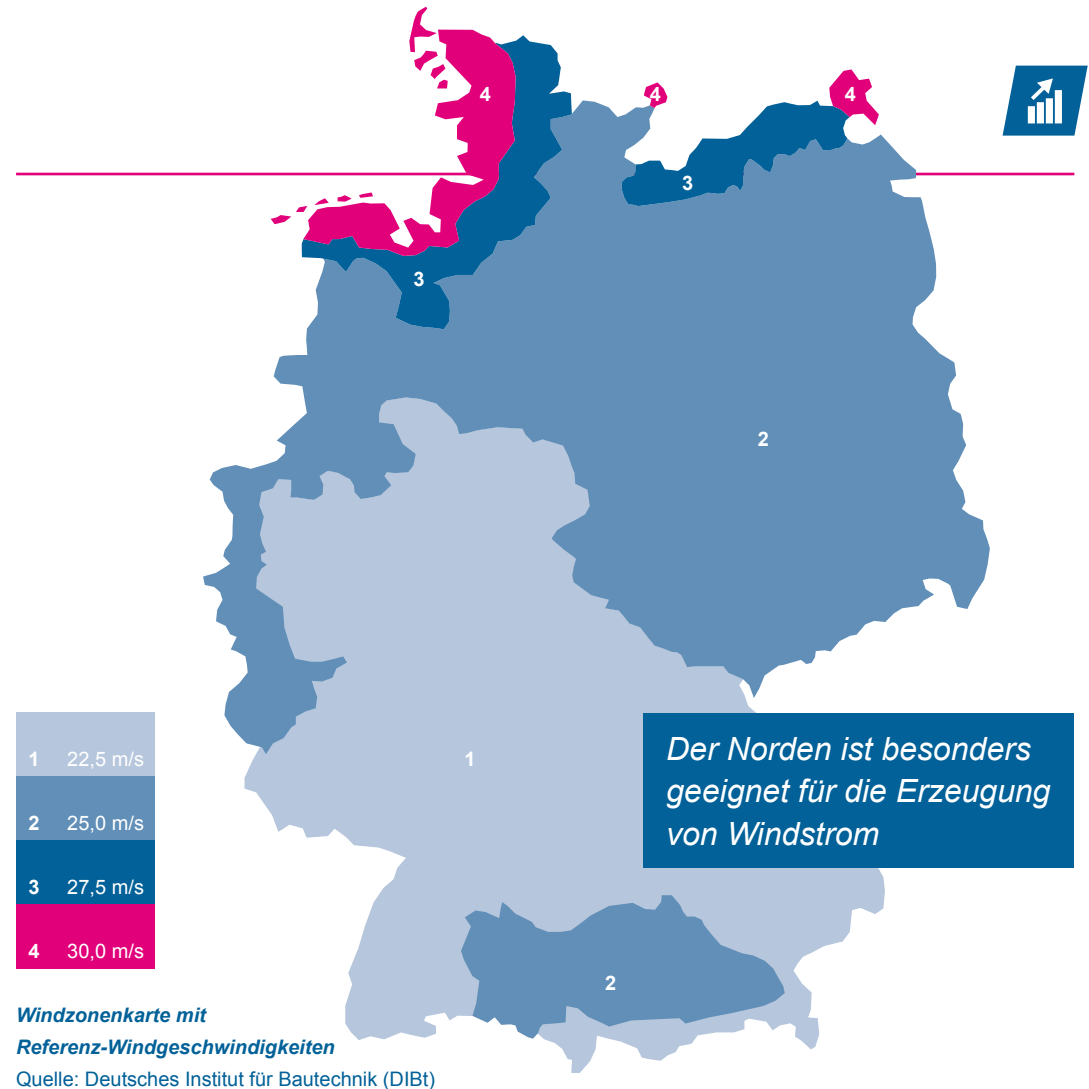 4
4
4
3
3
2
1
2
Der Norden ist besonders
geeignet für die Erzeugung
von Windstrom
1 22,5 m/s
2 25,0 m/s
3 27,5 m/s
4 30,0 m/s
Windzonenkarte mit
Referenz-Windgeschwindigkeiten
Quelle: Deutsches Institut für Bautechnik (DIBt)